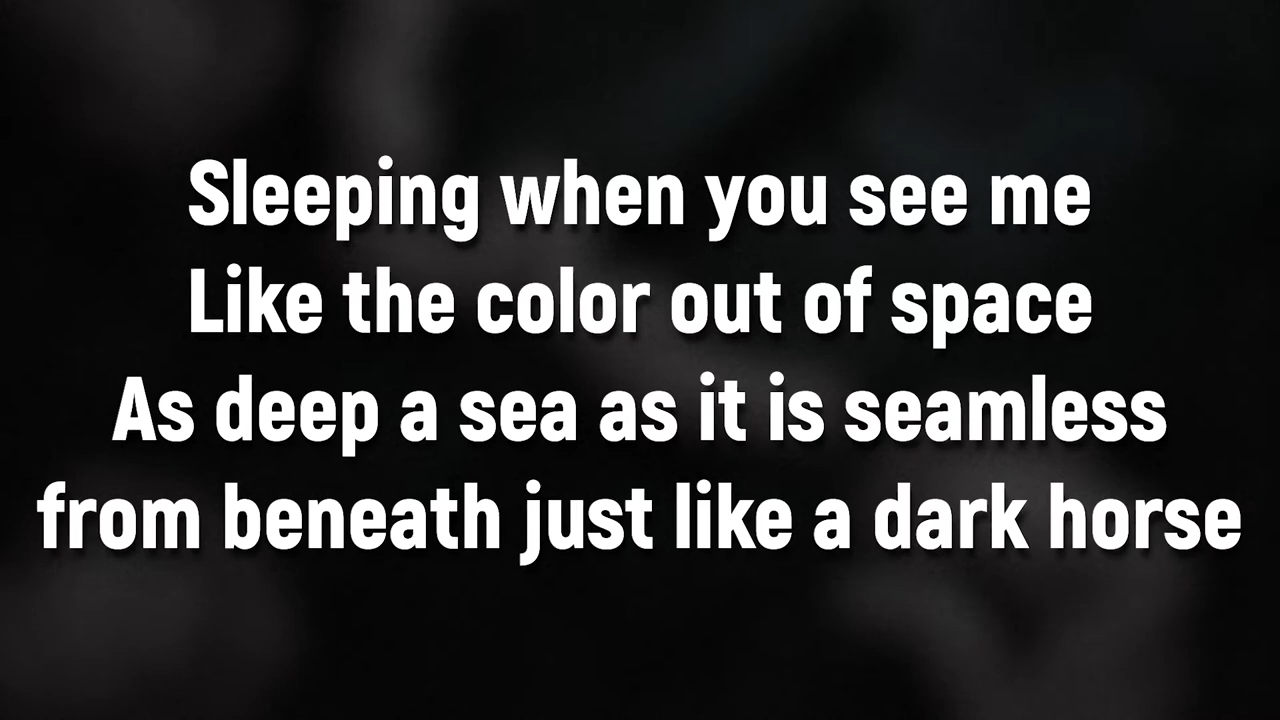 Sleeping when you see me
Like the color out of space
As deep a sea as it is seamless
from beneath just like a dark horse